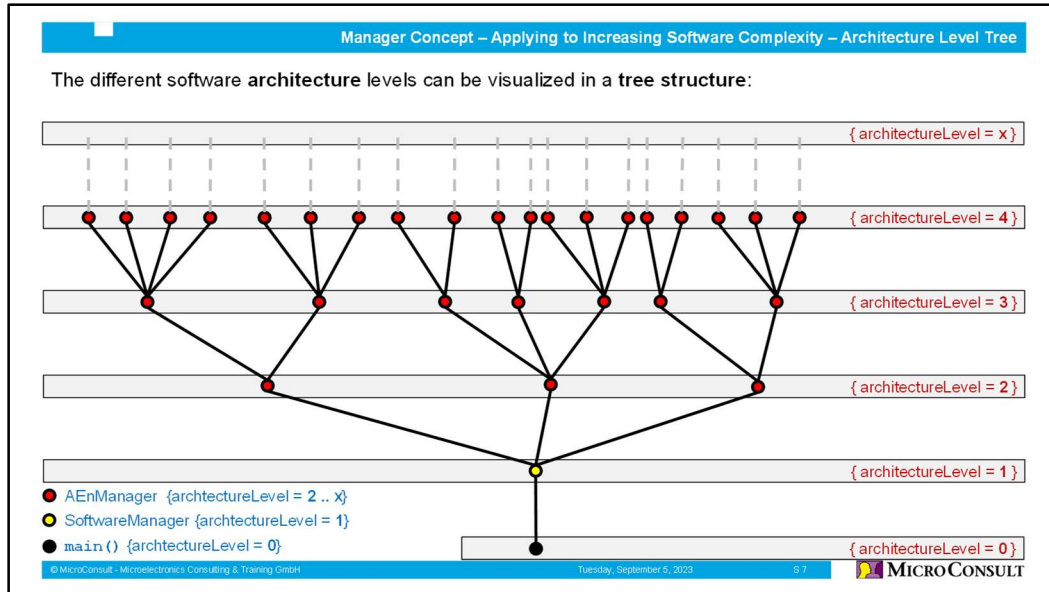 Manager Concept – Applying to Increasing Software Complexity – Architecture Level Tree
The different software architecture levels can be visualized in a tree structure:
{ architectureLevel = x }
{ architectureLevel = 4 }
{ architectureLevel = 3 }
{ architectureLevel = 2 }
{ architectureLevel = 1 }
AEnManager {archtectureLevel = 2 .. x}
SoftwareManager {archtectureLevel = 1}
main() {archtectureLevel = 0}
{ architectureLevel = 0 }
© MicroConsult - Microelectronics Consulting & Training GmbH
Tuesday, September 5, 2023
S 7
MICROCONSULT